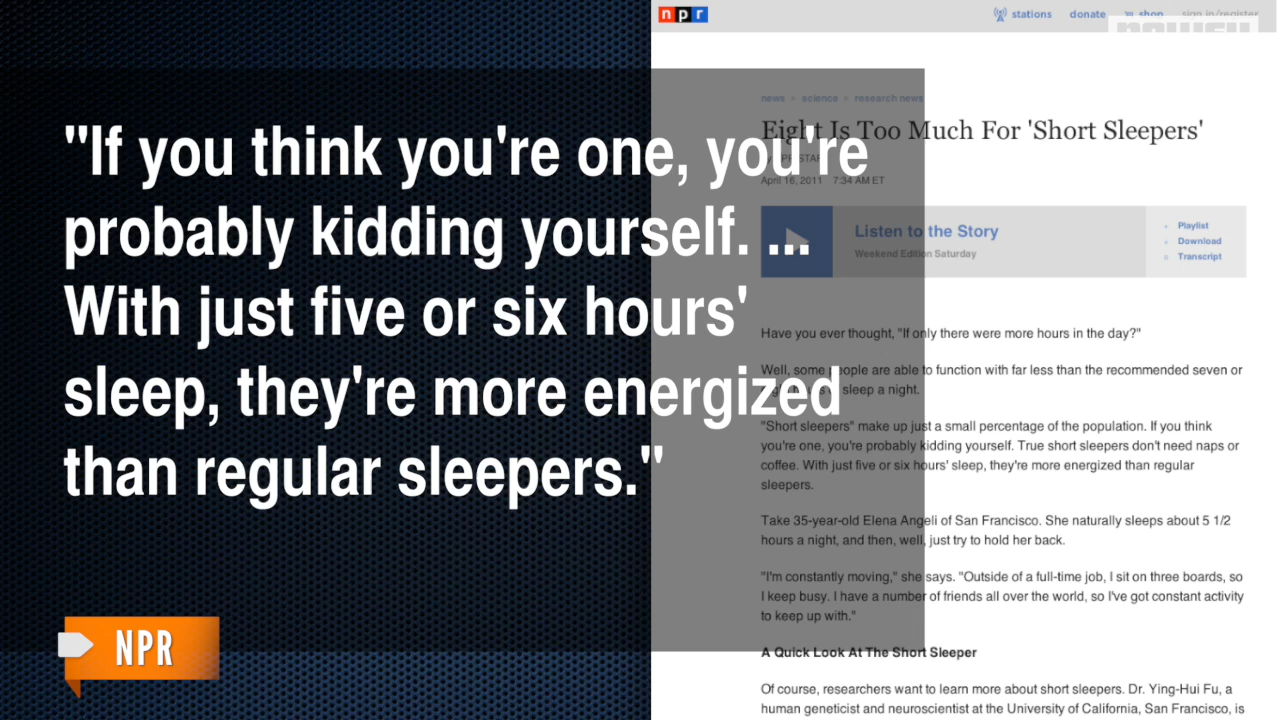 "If you think you're one, you're
probably kidding yourself. ...
With just five or six hours'
sleep, they're more energized
than regular sleepers."
NPR
npr
stations donate shop sign in/register
newsy
news » science » research news
Eight Is Too Much For 'Short Sleepers'
April 16, 2011 7:34 AM ET
Listen to the Story
Weekend Edition Saturday
Playlist
Download
Transcript
Have you ever thought, "If only there were more hours in the day?"
Well, some people are able to function with far less than the recommended seven or
sleep a night.
"Short sleepers" make up just a small percentage of the population. If you think
you're one, you're probably kidding yourself. True short sleepers don't need naps or
coffee. With just five or six hours' sleep, they're more energized than regular
sleepers.
Take 35-year-old Elena Angeli of San Francisco. She naturally sleeps about 5 1/2
hours a night, and then, well, just try to hold her back.
"I'm constantly moving," she says. "Outside of a full-time job, I sit on three boards, so
I keep busy. I have a number of friends all over the world, so I've got constant activity
to keep up with."
A Quick Look At The Short Sleeper
Of course, researchers want to learn more about short sleepers. Dr. Ying-Hui Fu, a
human geneticist and neuroscientist at the University of California, San Francisco, is